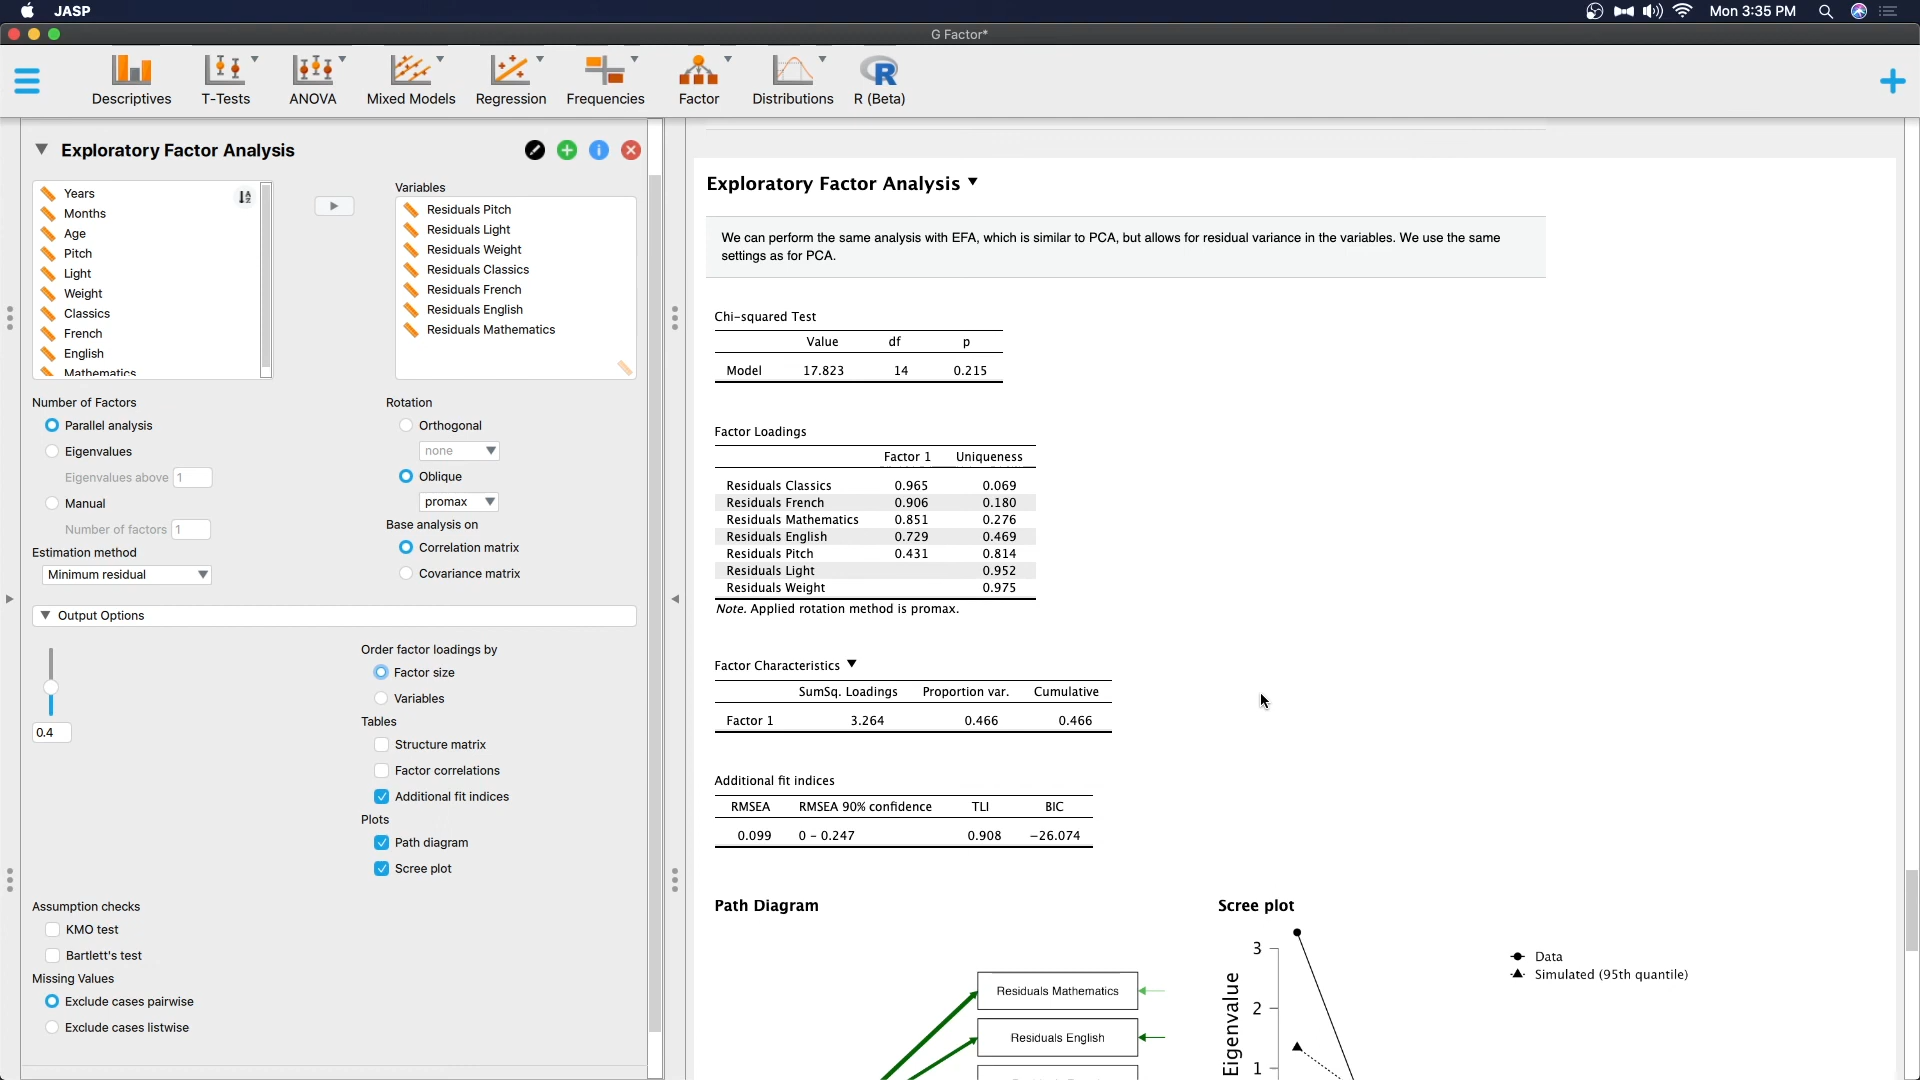 JASP
Mon 3:35 PM
G Factor*
Descriptives
T-Tests
ANOVA
Mixed Models
Regression
Frequencies
Factor
Distributions
R (Beta)
Exploratory Factor Analysis
Years
Months
Age
Pitch
Light
Weight
Classics
French
English
Mathematics
Variables
Residuals Pitch
Residuals Light
Residuals Weight
Residuals Classics
Residuals French
Residuals English
Residuals Mathematics
Number of Factors
Parallel analysis
Eigenvalues
Eigenvalues above 1
Manual
Number of factors 1
Estimation method
Minimum residual
Rotation
Orthogonal
none
Oblique
promax
Base analysis on
Correlation matrix
Covariance matrix
Output Options
0.4
Order factor loadings by
Factor size
Variables
Tables
Structure matrix
Factor correlations
Additional fit indices
Plots
Path diagram
Scree plot
Assumption checks
KMO test
Bartlett's test
Missing Values
Exclude cases pairwise
Exclude cases listwise
Exploratory Factor Analysis
We can perform the same analysis with EFA, which is similar to PCA, but allows for residual variance in the variables. We use the same
settings as for PCA.
Chi-squared Test
Value df p
Model 17.823 14 0.215
Factor Loadings
Factor 1 Uniqueness
Residuals Classics 0.965 0.069
Residuals French 0.906 0.180
Residuals Mathematics 0.851 0.276
Residuals English 0.729 0.469
Residuals Pitch 0.431 0.814
Residuals Light 0.952
Residuals Weight 0.975
Note. Applied rotation method is promax.
Factor Characteristics
SumSq. Loadings Proportion var. Cumulative
Factor 1 3.264 0.466 0.466
Additional fit indices
RMSEA RMSEA 90% confidence TLI BIC
0.099 0 - 0.247 0.908 -26.074
Path Diagram
Residuals Mathematics
Residuals English
Scree plot
3
2
1
Eigenvalue
Data
Simulated (95th quantile)